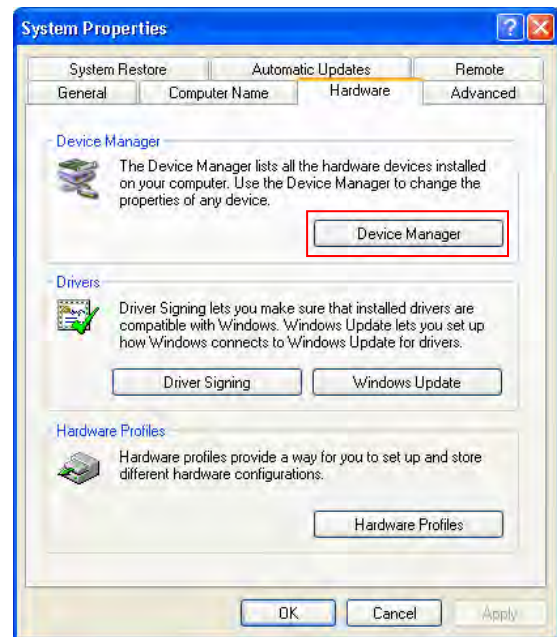 System Properties
System Restore Automatic Updates Remote
General Computer Name Hardware Advanced
Device Manager
The Device Manager lists all the hardware devices installed
on your computer. Use the Device Manager to change the
properties of any device.
Device Manager
Drivers
Driver Signing lets you make sure that installed drivers are
compatible with Windows. Windows Update lets you set up
how Windows connects to Windows Update for drivers.
Driver Signing Windows Update
Hardware Profiles
Hardware profiles provide a way for you to set up and store
different hardware configurations.
Hardware Profiles
OK Cancel Apply